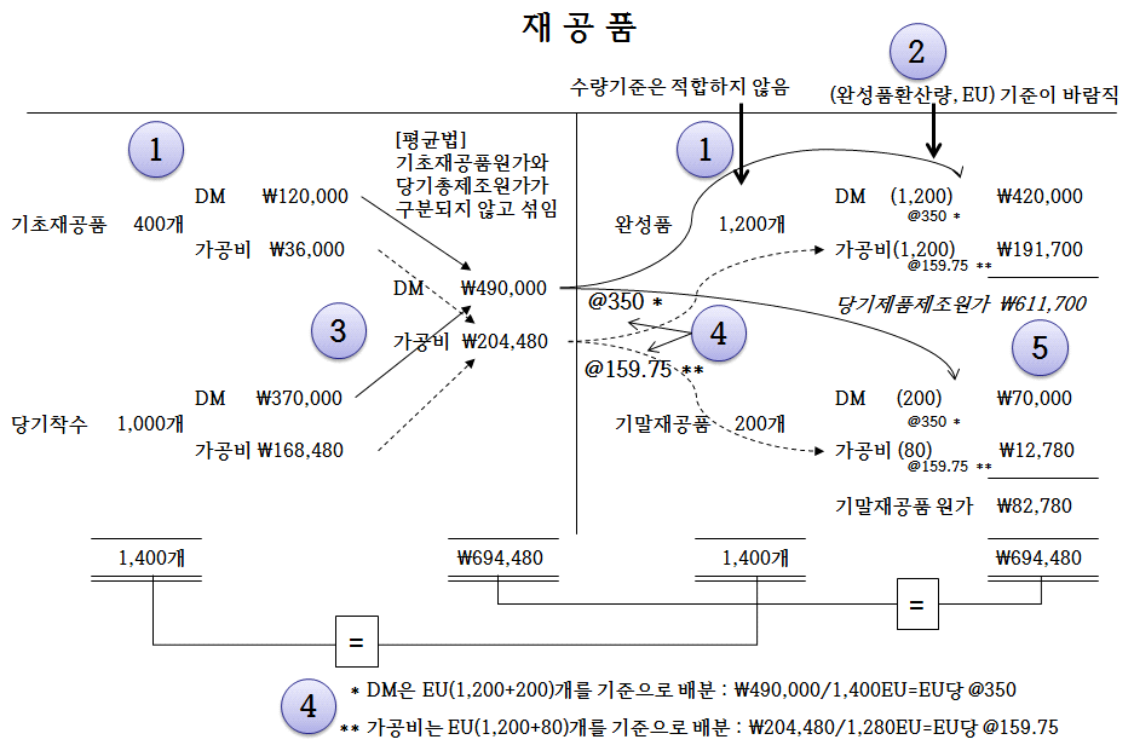 재 공 품
2
수량기준은 적합하지 않음
(완성품환산량, EU) 기준이 바람직
1
[평균법]
기초재공품원가와
당기총제조원가가
구분되지 않고 섞임
1
DM ₩120,000
DM (1,200) ₩420,000
@350 *
기초재공품 400개
완성품 1,200개
가공비 ₩36,000
가공비(1,200) ₩191,700
@159.75 **
DM ₩490,000
@350 *
당기제품제조원가 ₩611,700
3
가공비 ₩204,480
4
5
@159.75 **
DM ₩370,000
DM (200) ₩70,000
@350 *
당기착수 1,000개
기말재공품 200개
가공비 ₩168,480
가공비 (80) ₩12,780
@159.75 **
기말재공품 원가 ₩82,780
1,400개 ₩694,480 1,400개 ₩694,480
=
=
4
* DM은 EU(1,200+200)개를 기준으로 배분 : ₩490,000/1,400EU=EU당 @350
** 가공비는 EU(1,200+80)개를 기준으로 배분 : ₩204,480/1,280EU=EU당 @159.75